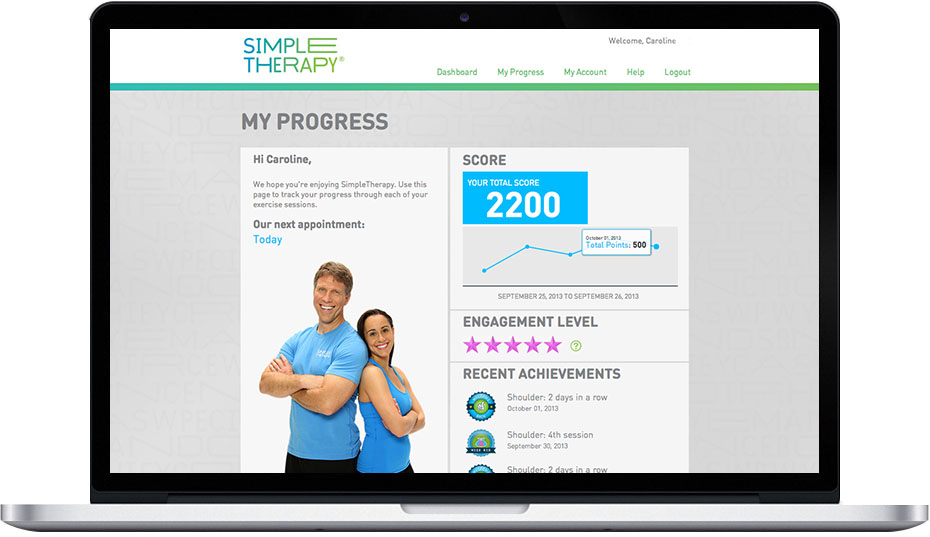 SIMPLE
THERAPY®
Welcome, Caroline
Dashboard
My Progress
My Account
Help
Logout
MY PROGRESS
Hi Caroline,
We hope you're enjoying SimpleTherapy. Use this
page to track your progress through each of your
exercise sessions.
Our next appointment:
Today
SCORE
YOUR TOTAL SCORE
2200
October 01, 2013
Total Points: 500
SEPTEMBER 25, 2013 TO SEPTEMBER 26, 2013
ENGAGEMENT LEVEL
?
RECENT ACHIEVEMENTS
Shoulder: 2 days in a row
October 01, 2013
Shoulder: 4th session
September 30, 2013
Shoulder: 2 days in a row